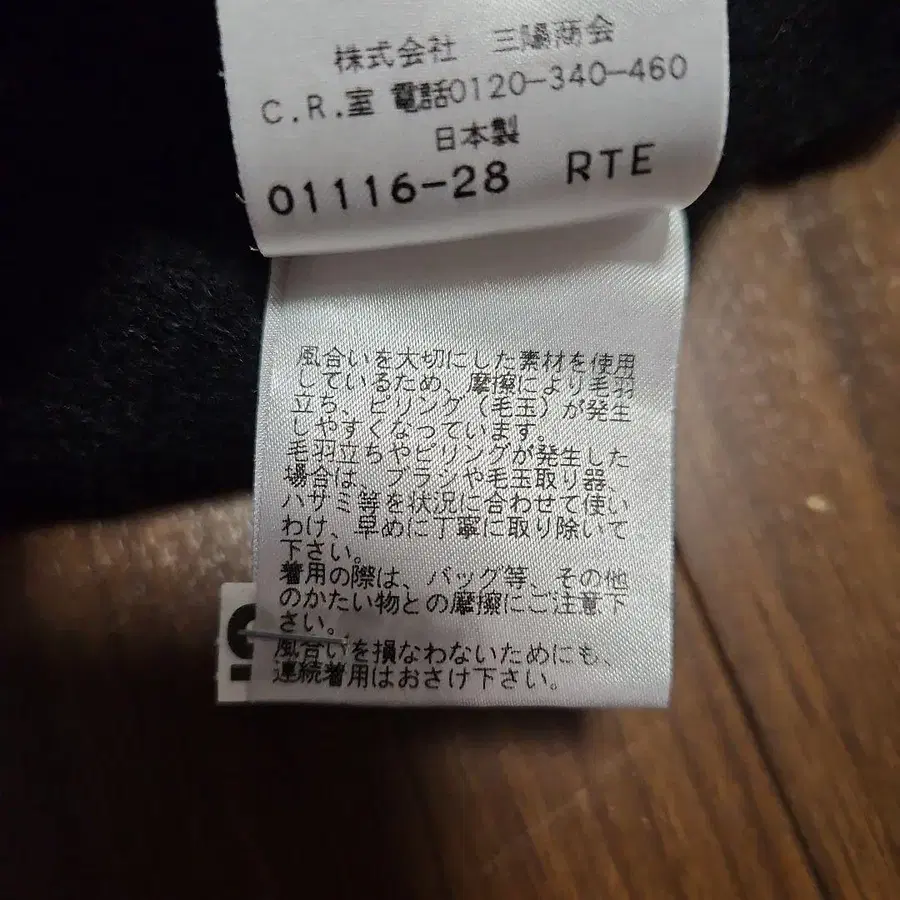 株式会社 三陽商会
C.R.室 電話0120-340-460
日本製
01116-28 RTE
風合いを大切にした素材を使用
しているため、摩擦により毛羽
立ち、ピリング(毛玉)が発生
しやすくなっています。
毛羽立ちやピリングが発生した
場合は、ブラシや毛玉取り器、
ハサミ等を状況に合わせて使い
わけ、早めに丁寧に取り除いて
下さい。
着用の際は、バッグ等、その他
のかたい物との摩擦にご注意下
さい。
風合いを損なわないためにも、
連続着用はおさけ下さい。